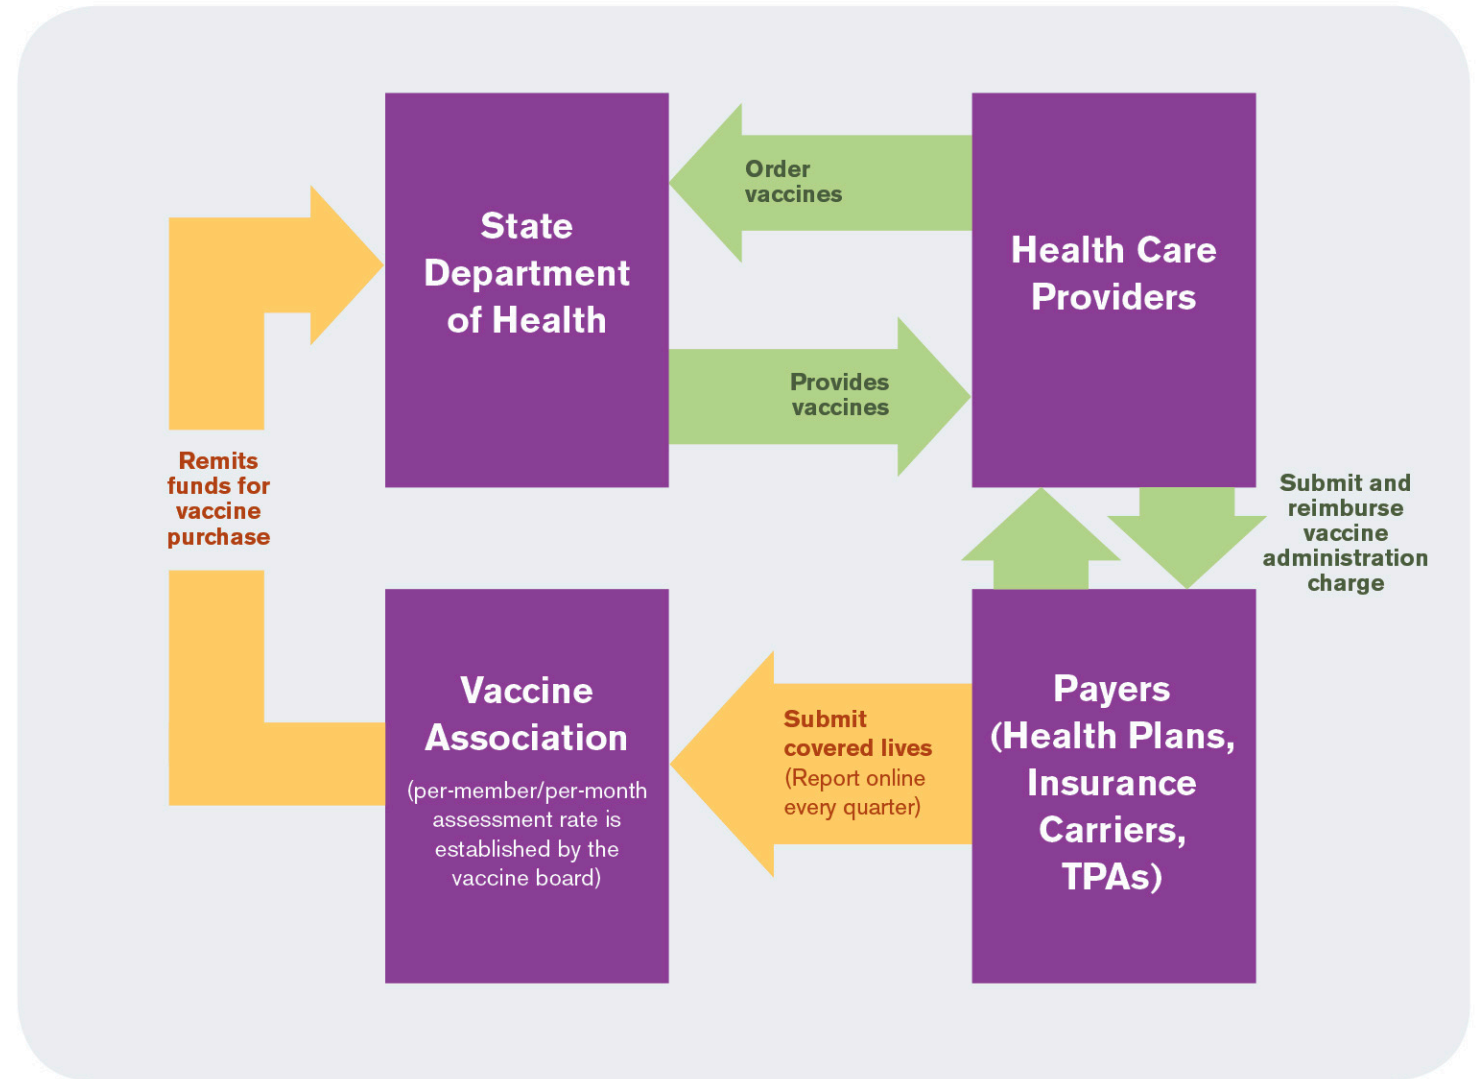 State
Department
of Health
Order
vaccines
Health Care
Providers
Provides
vaccines
Remits
funds for
vaccine
purchase
Submit and
reimburse
vaccine
administration
charge
Vaccine
Association
(per-member/per-month
assessment rate is
established by the
vaccine board)
Submit
covered lives
(Report online
every quarter)
Payers
(Health Plans,
Insurance
Carriers,
TPAs)